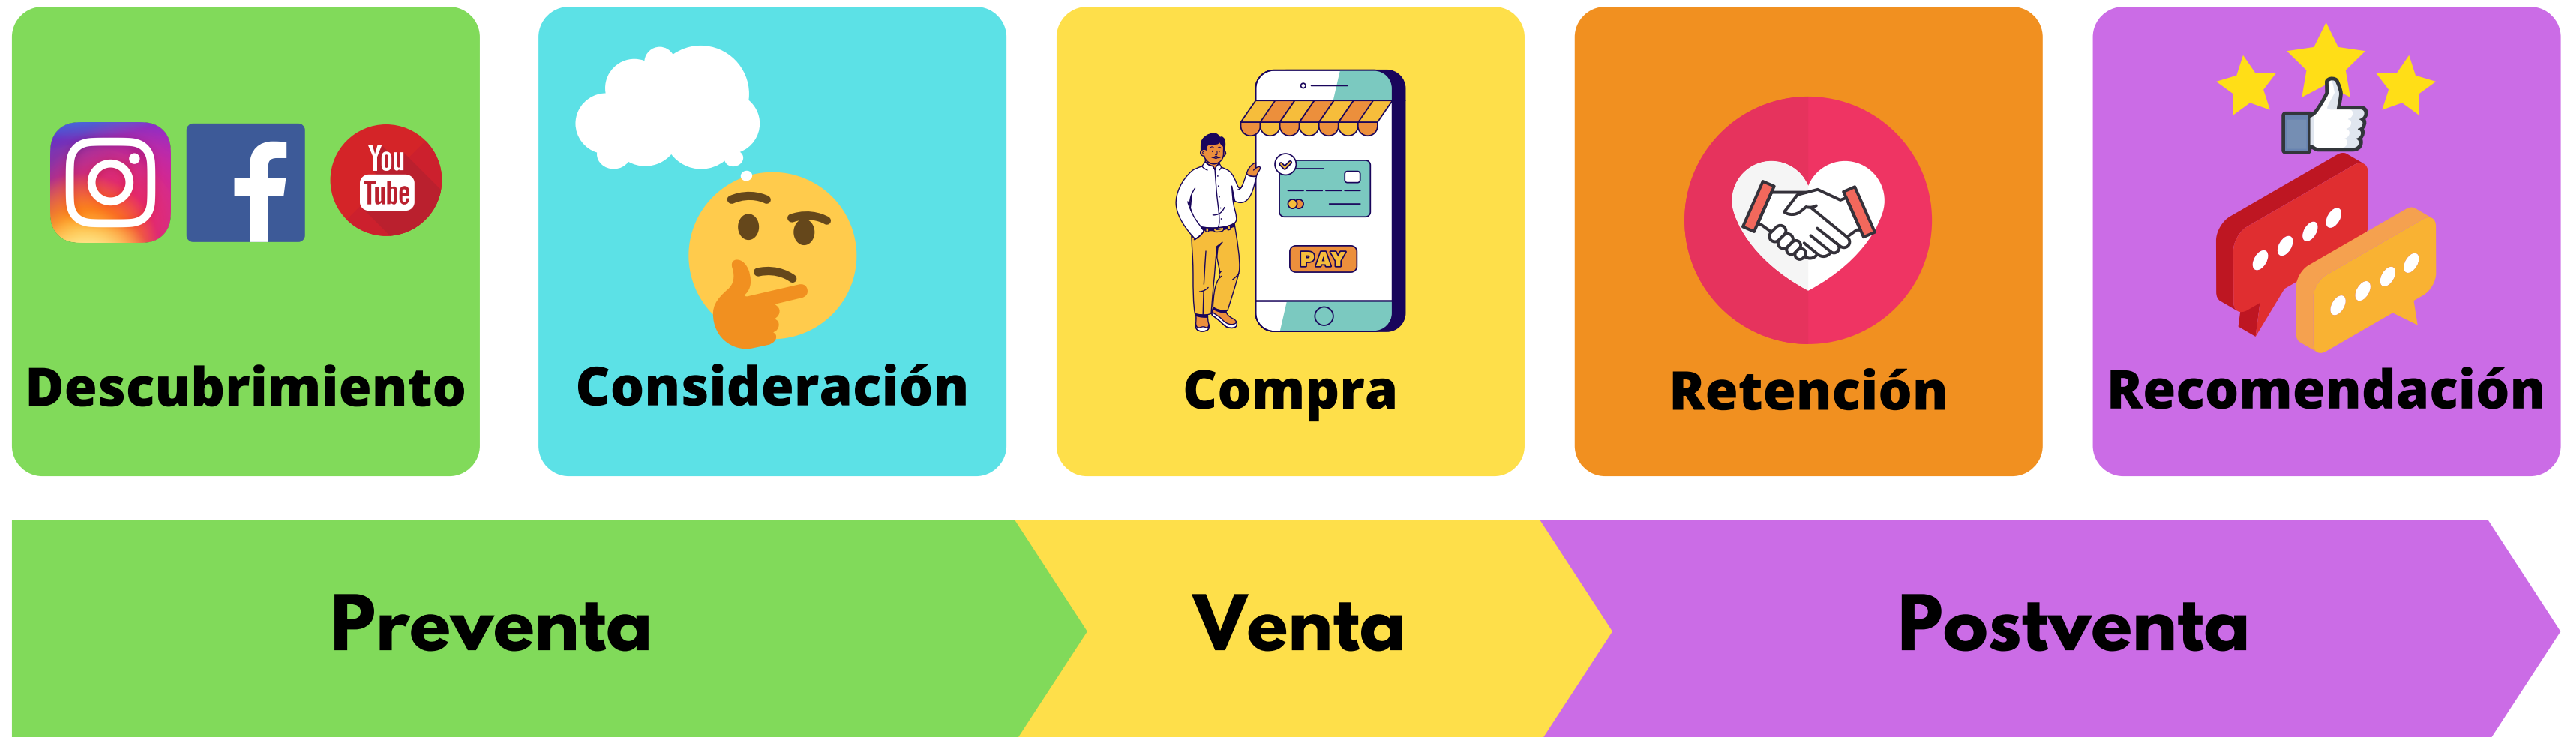 You
Tube
Descubrimiento
Consideración
PAY
Compra
Retención
Recomendación
Preventa
Venta
Postventa